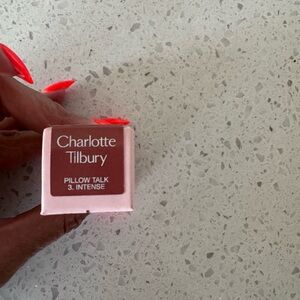 Charlotte
Tilbury
PILLOW TALK
3. INTENSE